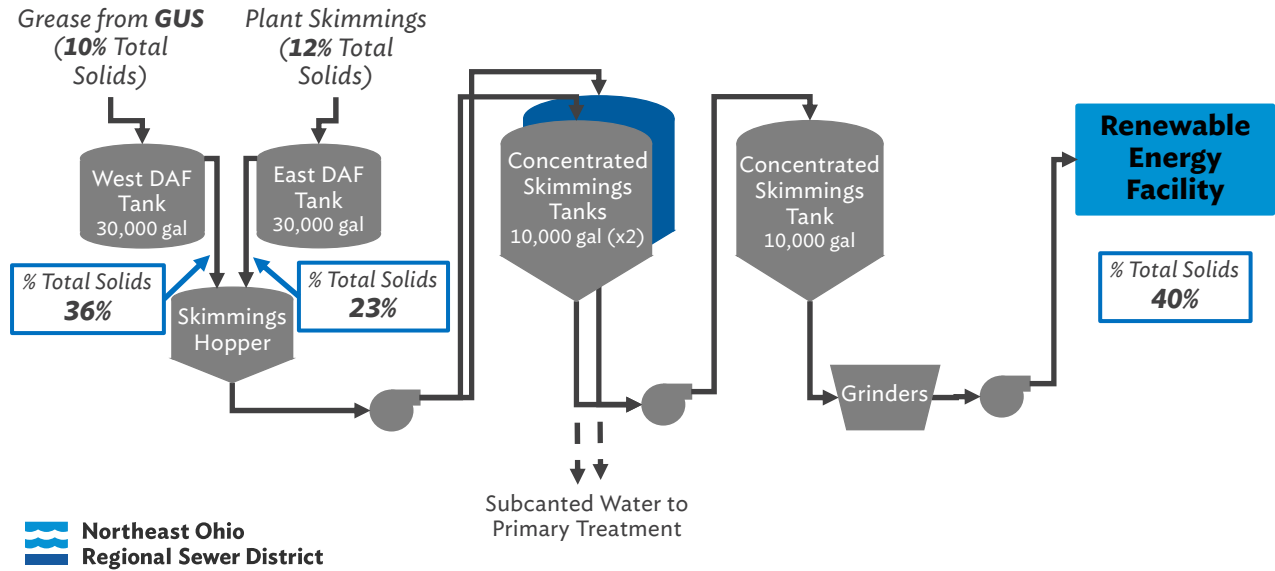 Grease from GUS
(10% Total
Solids)
Plant Skimmings
(12% Total
Solids)
West DAF
Tank
30,000 gal
East DAF
Tank
30,000 gal
% Total Solids
36%
% Total Solids
23%
Skimmings
Hopper
Concentrated
Skimmings
Tanks
10,000 gal (x2)
Subcanted Water to
Primary Treatment
Concentrated
Skimmings
Tank
10,000 gal
Grinders
Renewable
Energy
Facility
% Total Solids
40%
Northeast Ohio
Regional Sewer District